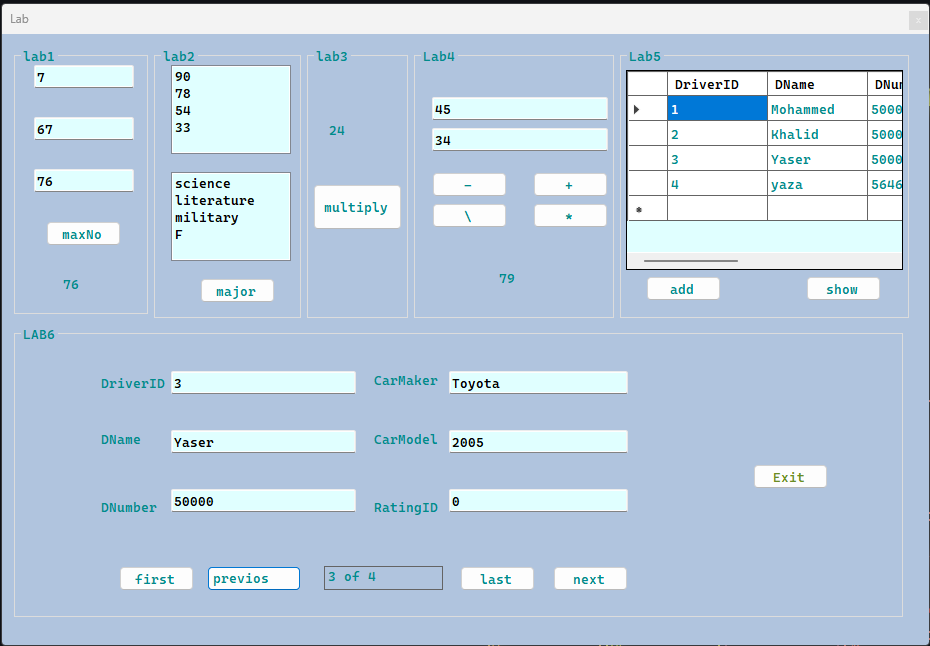 Lab
x
lab1
7
67
76
maxNo
76
lab2
90
78
54
33
science
literature
military
F
major
lab3
24
multiply
Lab4
45
34
-
+
\
*
79
Lab5
DriverID DName DNun
1 Mohammed 5000
2 Khalid 5000
3 Yaser 5000
4 yaza 5646
*
add
show
LAB6
DriverID 3 CarMaker Toyota
DName Yaser CarModel 2005
DNumber 50000 RatingID 0
Exit
first previos 3 of 4 last next